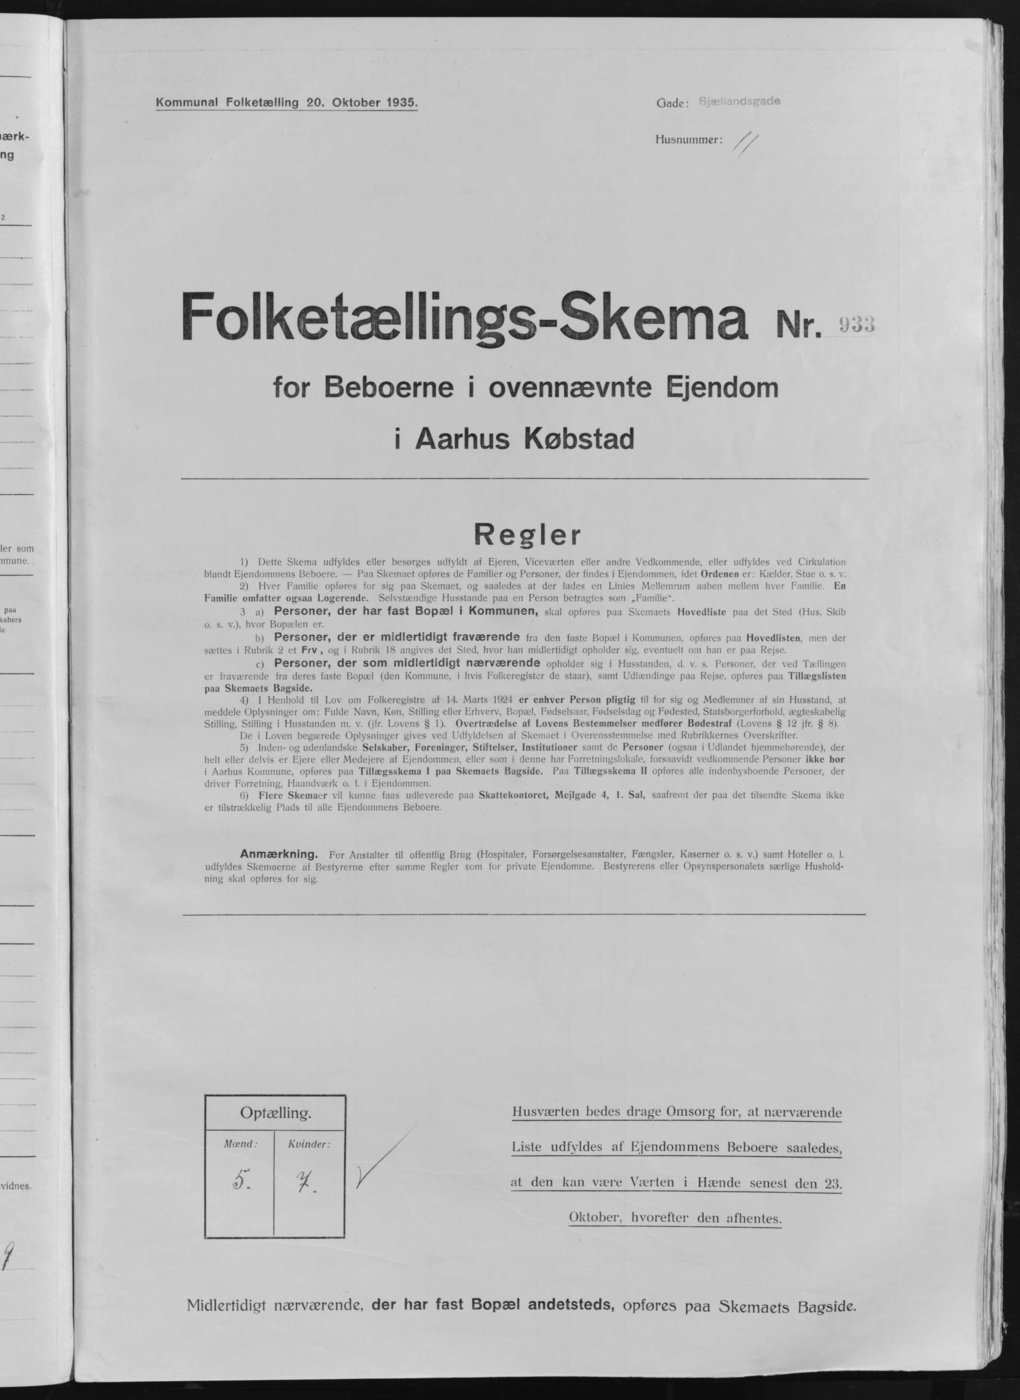 Kommunal Folketælling 20. Oktober 1935.
Gade: Bjællandsgade
Husnummer: 11
Folketællings-Skema Nr. 933
for Beboerne i ovennævnte Ejendom
i Aarhus Købstad
Regler
1) Dette Skema udfyldes eller besørges udfyldt af Ejeren, Viceværten eller andre Vedkommende, eller udfyldes ved Cirkulation
blandt Ejendommens Beboere. — Paa Skemaet opføres de Familier og Personer, der findes i Ejendommen, idet Ordenen er: Kælder, Stue o. s. v.
2) Hver Familie opføres for sig paa Skemaet, og saaledes at der lades en Linies Mellemrum aaben mellem hver Familie. En
Familie omfatter ogsaa Logerende. Selvstændige Husstande paa en Person betragtes som „Familie“.
3 a) Personer, der har fast Bopæl i Kommunen, skal opføres paa Skemaets Hovedliste paa det Sted (Hus, Skib
o. s. v.), hvor Bopælen er.
b) Personer, der er midlertidigt fraværende fra den faste Bopæl i Kommunen, opføres paa Hovedlisten, men der
sættes i Rubrik 2 et Frv., og i Rubrik 18 angives det Sted, hvor han midlertidigt opholder sig, eventuelt om han er paa Rejse.
c) Personer, der som midlertidigt nærværende opholder sig i Husstanden, d. v. s. Personer, der ved Tællingen
er fraværende fra deres faste Bopæl (den Kommune, i hvis Folkeregister de staar), samt Udlændinge paa Rejse, opføres paa Tillægslisten
paa Skemaets Bagside.
4) I Henhold til Lov om Folkeregistre af 14. Marts 1924 er enhver Person pligtig til for sig og Medlemmer af sin Husstand, at
meddele Oplysninger om: Fulde Navn, Køn, Stilling eller Erhverv, Bopæl, Fødselsaar, Fødselsdag og Fødested, Statsborgerforhold, ægteskabelig
Stilling, Stilling i Husstanden m. v. (jfr. Lovens § 1). Overtrædelse af Lovens Bestemmelser medfører Bødestraf (Lovens § 12 jfr. § 8).
De i Loven begærede Oplysninger gives ved Udfyldelsen af Skemaet i Overensstemmelse med Rubrikkernes Overskrifter.
5) Inden- og udenlandske Selskaber, Foreninger, Stiftelser, Institutioner samt de Personer (ogsaa i Udlandet hjemmehørende), der
helt eller delvis er Ejere eller Medejere af Ejendommen, eller som i denne har Forretningslokale, forsaavidt vedkommende Personer ikke bor
i Aarhus Kommune, opføres paa Tillægsskema I paa Skemaets Bagside. Paa Tillægsskema II opføres alle indenbysboende Personer, der
driver Forretning, Haandværk o. l. i Ejendommen.
6) Flere Skemaer vil kunne faas udleverede paa Skattekontoret, Mejlgade 4, 1. Sal, saafremt der paa det tilsendte Skema ikke
er tilstrækkelig Plads til alle Ejendommens Beboere.
Anmærkning. For Anstalter til offentlig Brug (Hospitaler, Forsørgelsesanstalter, Fængsler, Kaserner o. s. v.) samt Hoteller o. l.
udfyldes Skemaerne af Bestyrerne efter samme Regler som for private Ejendomme. Bestyrerens eller Opsynspersonalets særlige Hushold-
ning skal opføres for sig.
Optælling.
Mænd: Kvinder:
5. 7.
Husværten bedes drage Omsorg for, at nærværende
Liste udfyldes af Ejendommens Beboere saaledes,
at den kan være Værten i Hænde senest den 23.
Oktober, hvorefter den afhentes.
Midlertidigt nærværende, der har fast Bopæl andetsteds, opføres paa Skemaets Bagside.
ærk-
ng
2
ler som
mmune.
paa
kabers
vidnes.
9